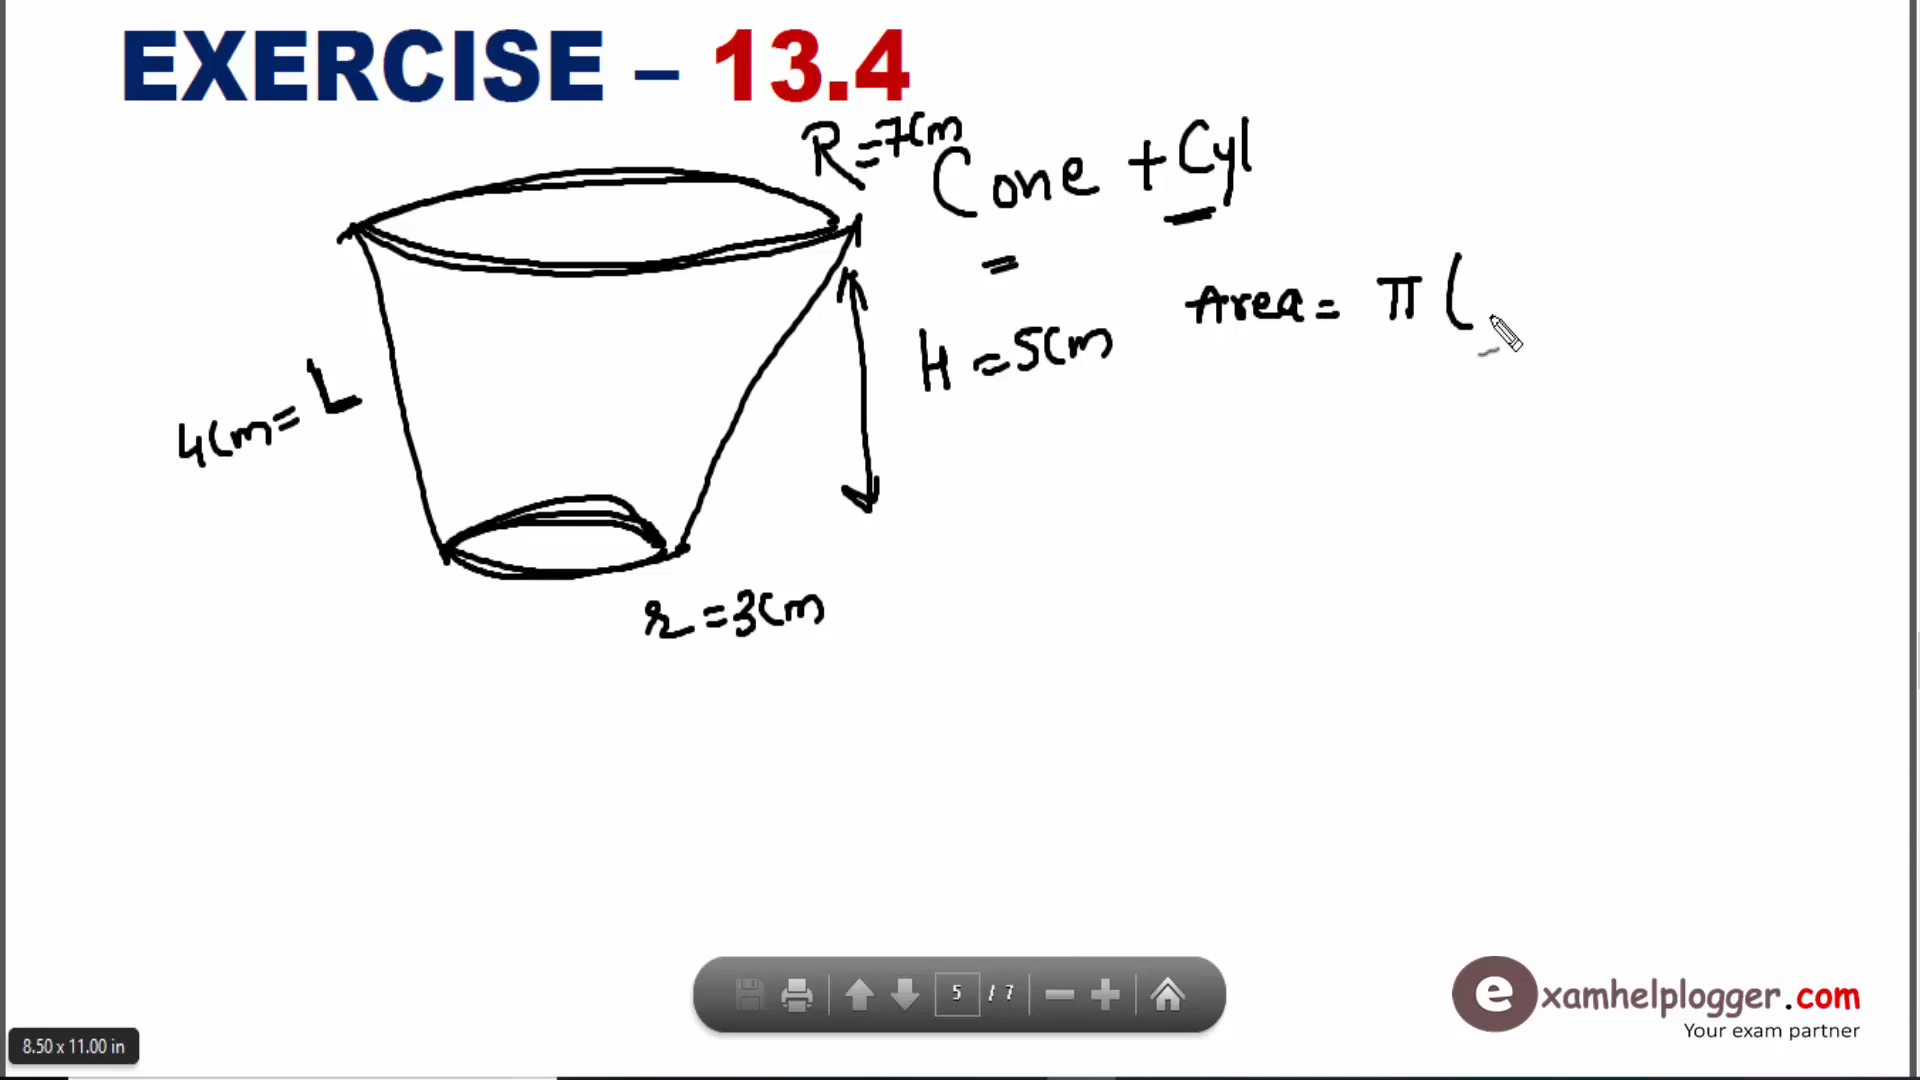 EXERCISE – 13.4
R=7Cm
Cone + Cyl
=
Area = π (
H =5Cm
4Cm= L
r =3Cm
5 / 7
examhelplogger.com
Your exam partner
8.50 x 11.00 in